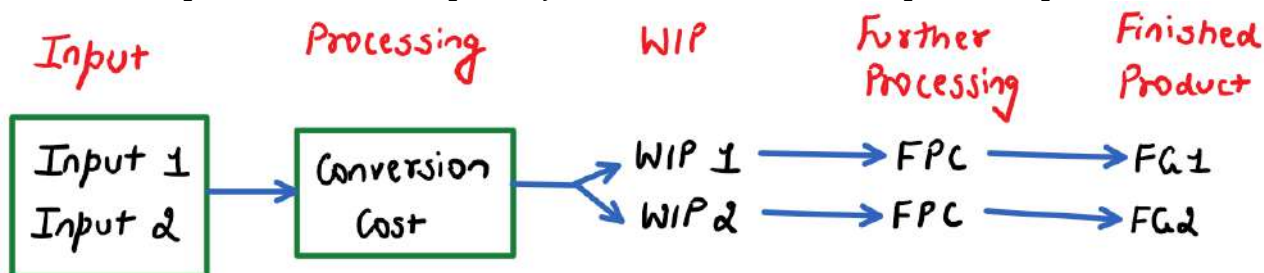 Input
Processing
WIP
Further
Processing
Finished
Product
Input 1
Input 2
Conversion
Cost
WIP 1
FPC
FG1
WIP 2
FPC
FG2